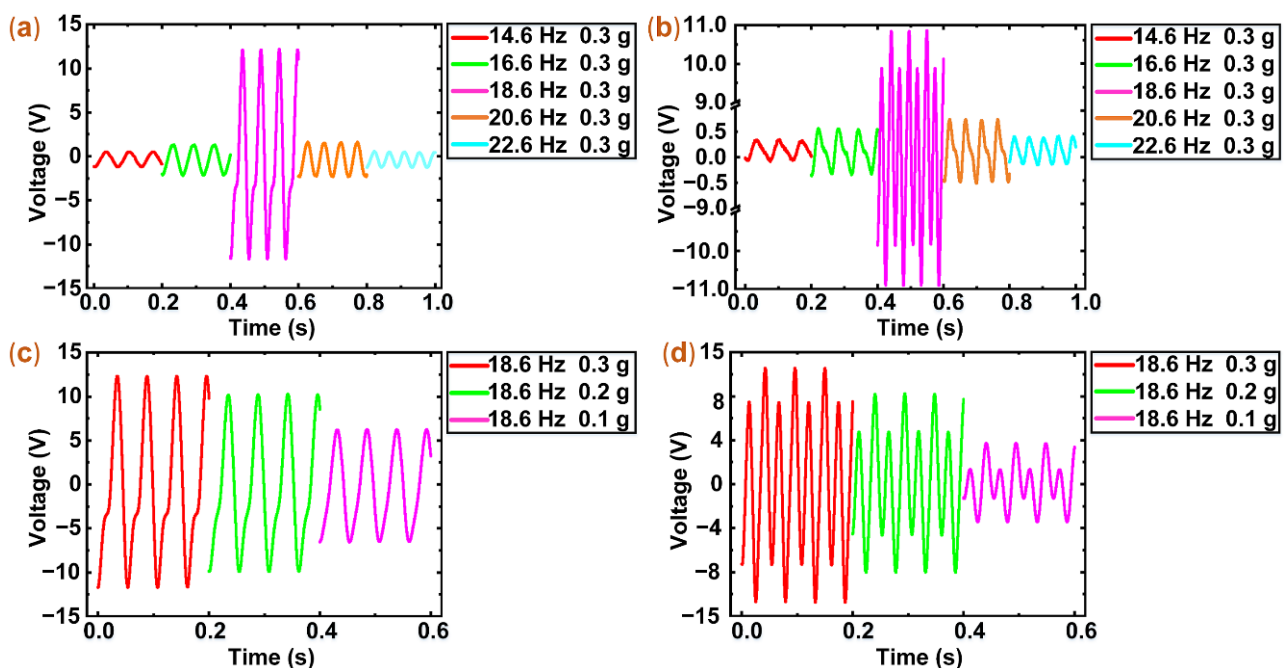 (a)
15
10
5
0
−5
−10
−15
Voltage (V)
0.0 0.2 0.4 0.6 0.8 1.0
Time (s)
14.6 Hz 0.3 g
16.6 Hz 0.3 g
18.6 Hz 0.3 g
20.6 Hz 0.3 g
22.6 Hz 0.3 g
(b)
11.0
10.0
9.0
0.5
0.0
−0.5
−9.0
−10.0
−11.0
Voltage (V)
0.0 0.2 0.4 0.6 0.8 1.0
Time (s)
14.6 Hz 0.3 g
16.6 Hz 0.3 g
18.6 Hz 0.3 g
20.6 Hz 0.3 g
22.6 Hz 0.3 g
(c)
15
10
5
0
−5
−10
−15
Voltage (V)
0.0 0.2 0.4 0.6
Time (s)
18.6 Hz 0.3 g
18.6 Hz 0.2 g
18.6 Hz 0.1 g
(d)
15
8
4
0
−4
−8
−15
Voltage (V)
0.0 0.2 0.4 0.6
Time (s)
18.6 Hz 0.3 g
18.6 Hz 0.2 g
18.6 Hz 0.1 g